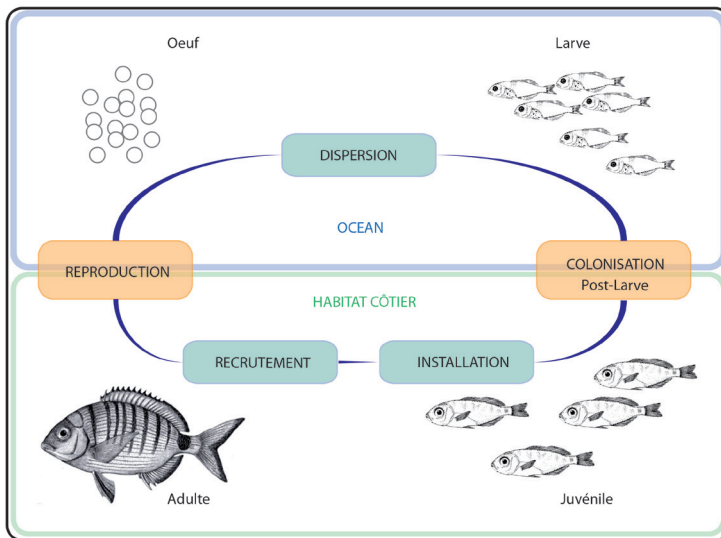 Oeuf
Larve
DISPERSION
OCEAN
REPRODUCTION
COLONISATION
Post-Larve
HABITAT CÔTIER
RECRUTEMENT
INSTALLATION
Adulte
Juvénile